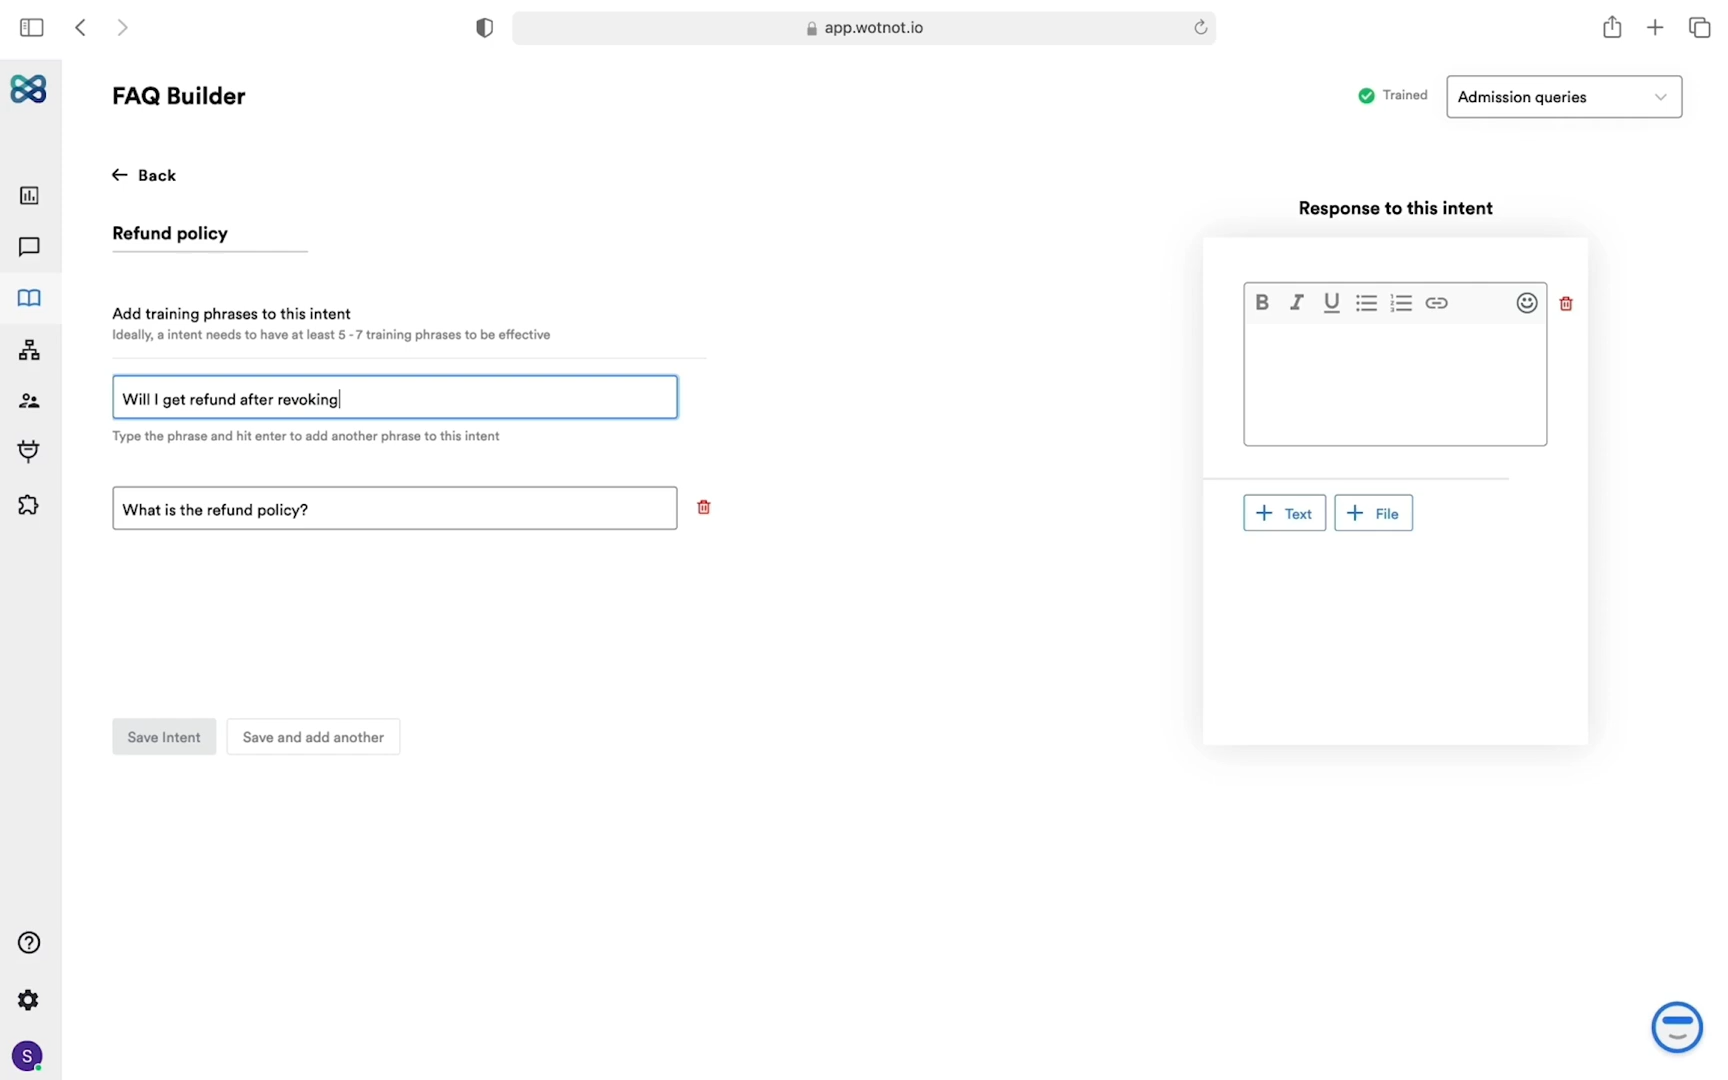 app.wotnot.io
FAQ Builder
Trained
Admission queries
Back
Response to this intent
Refund policy
Add training phrases to this intent
Ideally, a intent needs to have at least 5 - 7 training phrases to be effective
B I U
Will I get refund after revoking
Type the phrase and hit enter to add another phrase to this intent
What is the refund policy?
+ Text
+ File
Save Intent
Save and add another
S